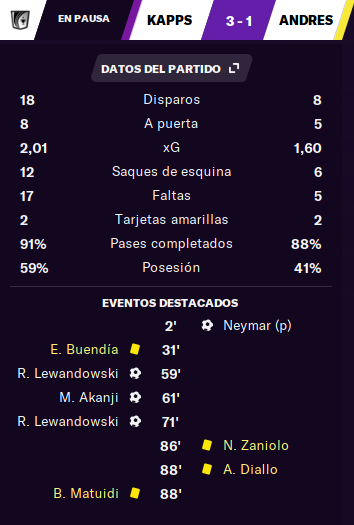 EN PAUSA KAPPS 3 - 1 ANDRES
DATOS DEL PARTIDO
18 Disparos 8
8 A puerta 5
2,01 xG 1,60
12 Saques de esquina 6
17 Faltas 5
2 Tarjetas amarillas 2
91% Pases completados 88%
59% Posesión 41%
EVENTOS DESTACADOS
2' Neymar (p)
E. Buendía 31'
R. Lewandowski 59'
M. Akanji 61'
R. Lewandowski 71'
86' N. Zaniolo
88' A. Diallo
B. Matuidi 88'